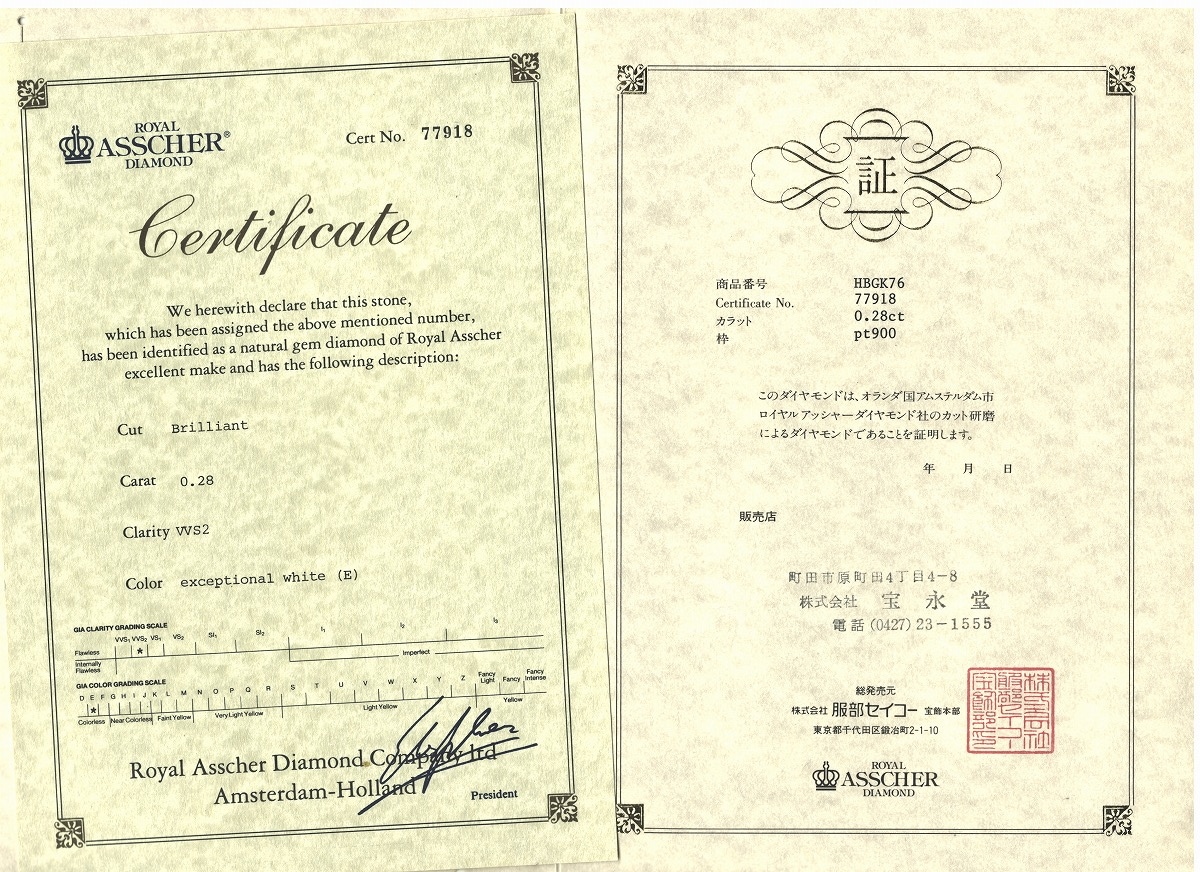 ROYAL
ASSCHER®
DIAMOND
Cert No. 77918
Certificate
We herewith declare that this stone,
which has been assigned the above mentioned number,
has been identified as a natural gem diamond of Royal Asscher
excellent make and has the following description:
Cut Brilliant
Carat 0.28
Clarity VVS2
Color exceptional white (E)
GIA CLARITY GRADING SCALE
VVS1 VVS2 VS1 VS2 SI1 SI2 I1 I2 I3
Flawless *
Internally Flawless
Imperfect
GIA COLOR GRADING SCALE
D E F G H I J K L M N O P Q R S T U V W X Y Z Fancy Light Fancy Fancy Intense
*
Colorless Near Colorless Faint Yellow Very Light Yellow Light Yellow Yellow
Royal Asscher Diamond Company ltd
Amsterdam-Holland
President
証
商品番号 HBGK76
Certificate No. 77918
カラット 0.28ct
枠 pt900
このダイヤモンドは、オランダ国アムステルダム市
ロイヤル アッシャーダイヤモンド社のカット研磨
によるダイヤモンドであることを証明します。
年 月 日
販売店
町田市原町田4丁目4-8
株式会社 宝永堂
電話(0427)23-1555
総発売元
株式会社 服部セイコー 宝飾本部
東京都千代田区鍛冶町2-1-10
ROYAL
ASSCHER
DIAMOND